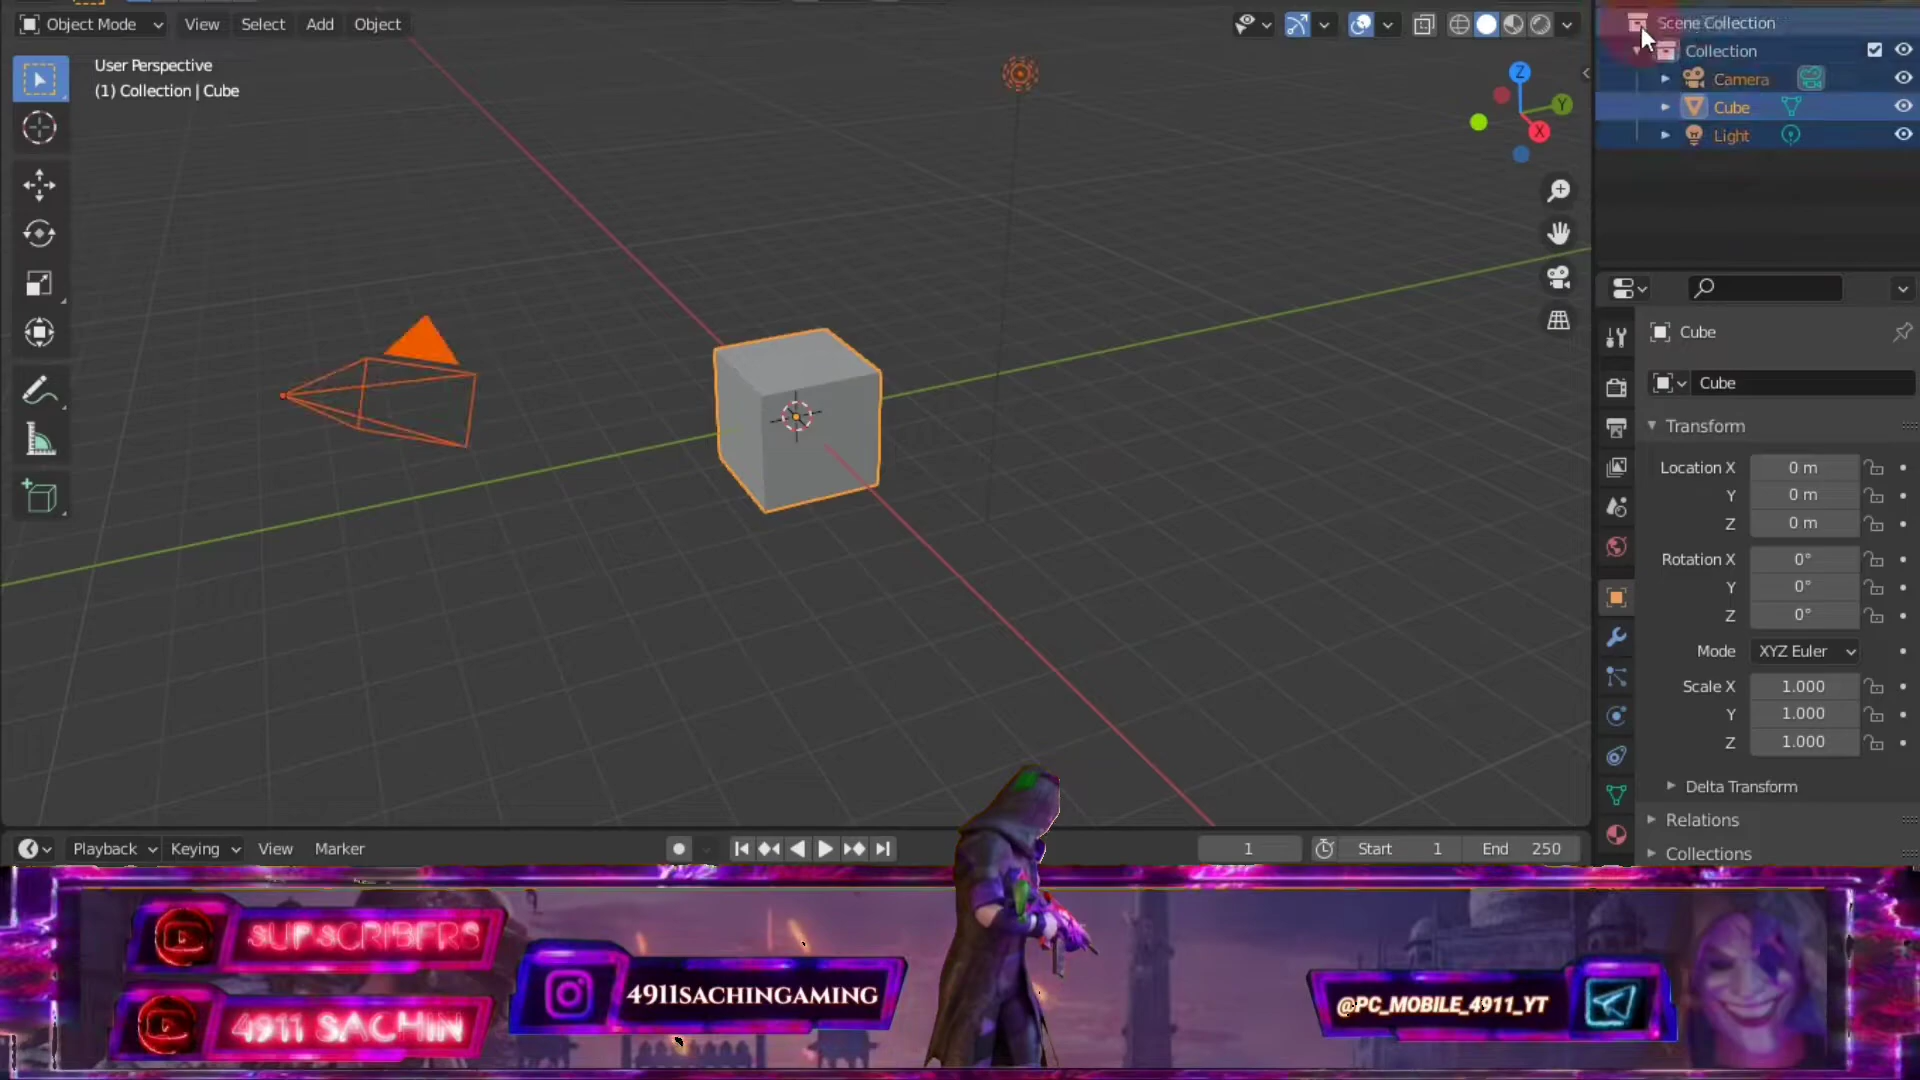 Object Mode View Select Add Object
User Perspective
(1) Collection | Cube
Z
Y
X
Scene Collection
Collection
Camera
Cube
Light
Cube
Cube
Transform
Location X 0 m
Y 0 m
Z 0 m
Rotation X 0°
Y 0°
Z 0°
Mode XYZ Euler
Scale X 1.000
Y 1.000
Z 1.000
Delta Transform
Relations
Collections
Playback Keying View Marker 1 Start 1 End 250
SUPSCRIBERS
4911 SACHIN
4911SACHINGAMING
@PC_MOBILE_4911_YT